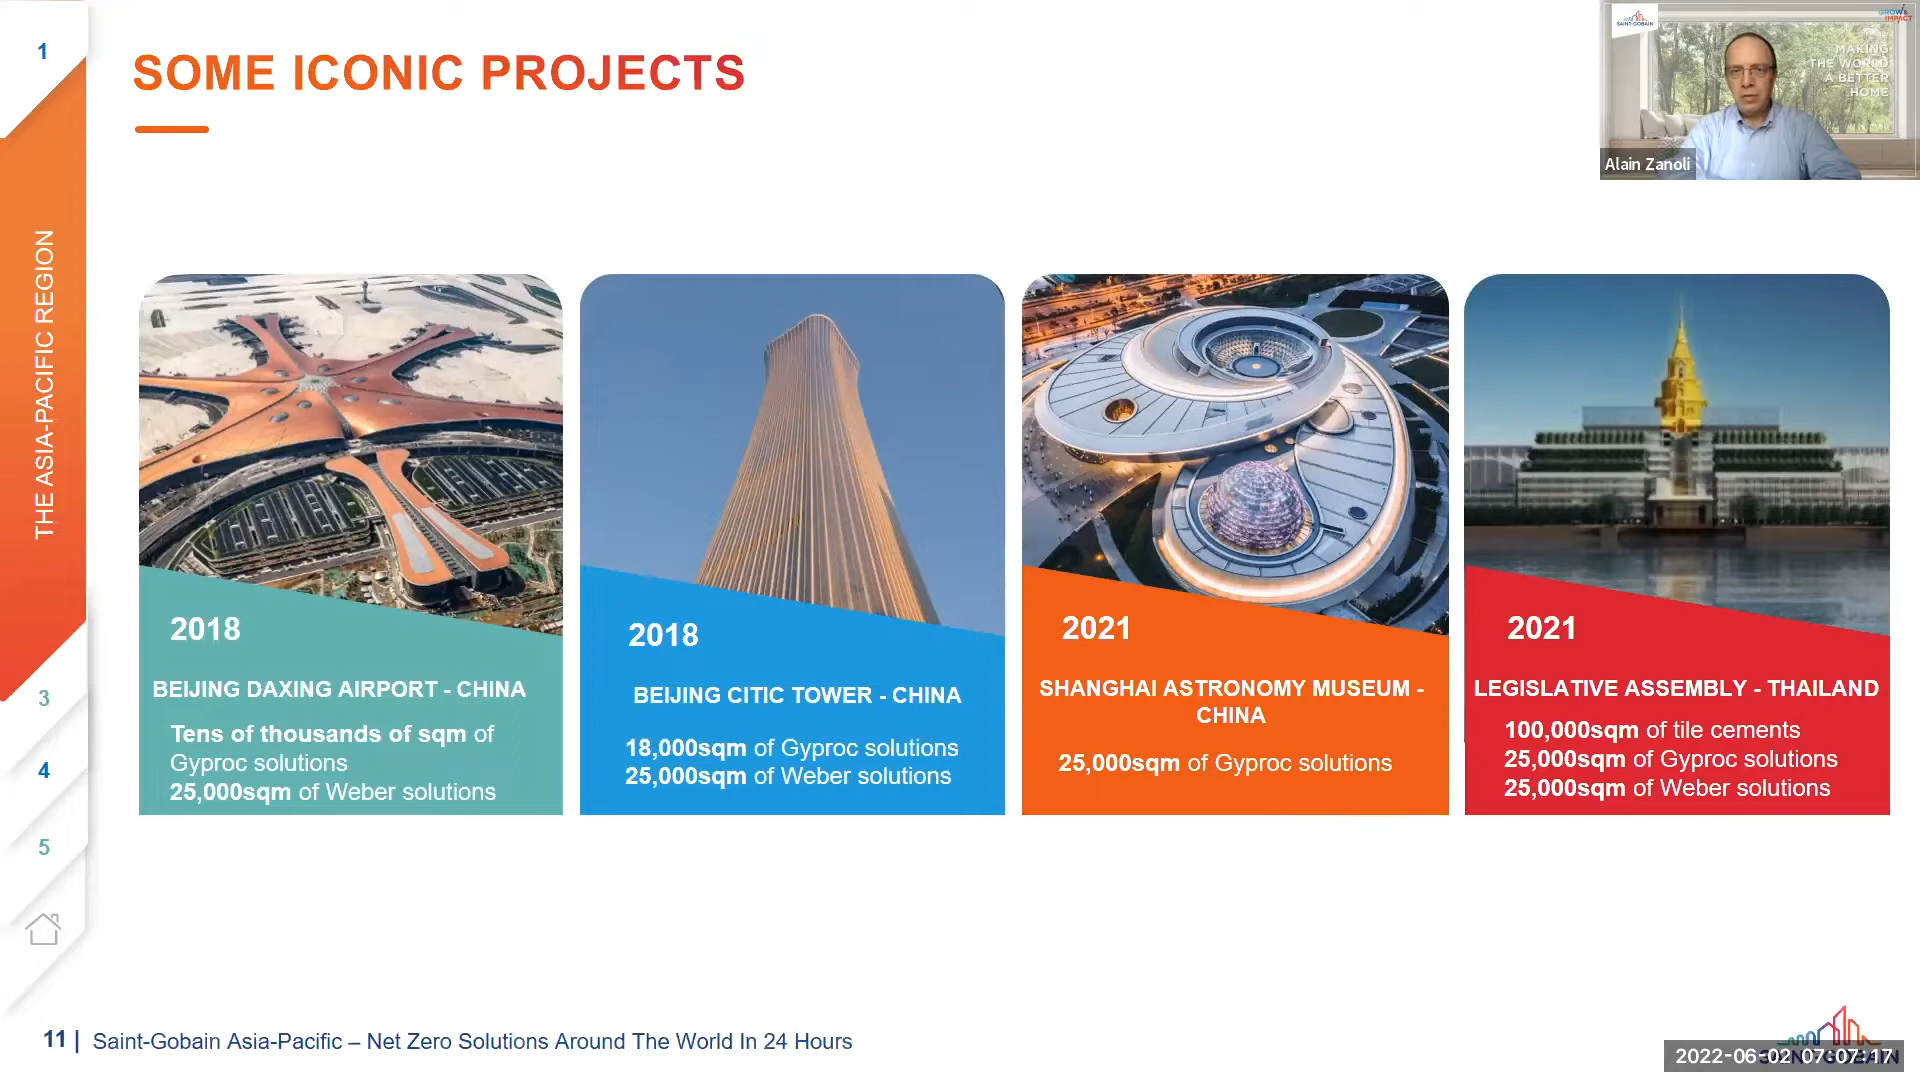 1
SOME ICONIC PROJECTS
SAINT-GOBAIN
GROW &
IMPACT
MAKING
THE WORLD
A BETTER
HOME
Alain Zanoli
THE ASIA-PACIFIC REGION
2018
BEIJING DAXING AIRPORT - CHINA
Tens of thousands of sqm of
Gyproc solutions
25,000sqm of Weber solutions
2018
BEIJING CITIC TOWER - CHINA
18,000sqm of Gyproc solutions
25,000sqm of Weber solutions
2021
SHANGHAI ASTRONOMY MUSEUM -
CHINA
25,000sqm of Gyproc solutions
2021
LEGISLATIVE ASSEMBLY - THAILAND
100,000sqm of tile cements
25,000sqm of Gyproc solutions
25,000sqm of Weber solutions
3
4
5
11 | Saint-Gobain Asia-Pacific – Net Zero Solutions Around The World In 24 Hours
SAINT-GOBAIN
2022-06-02 07:07:17